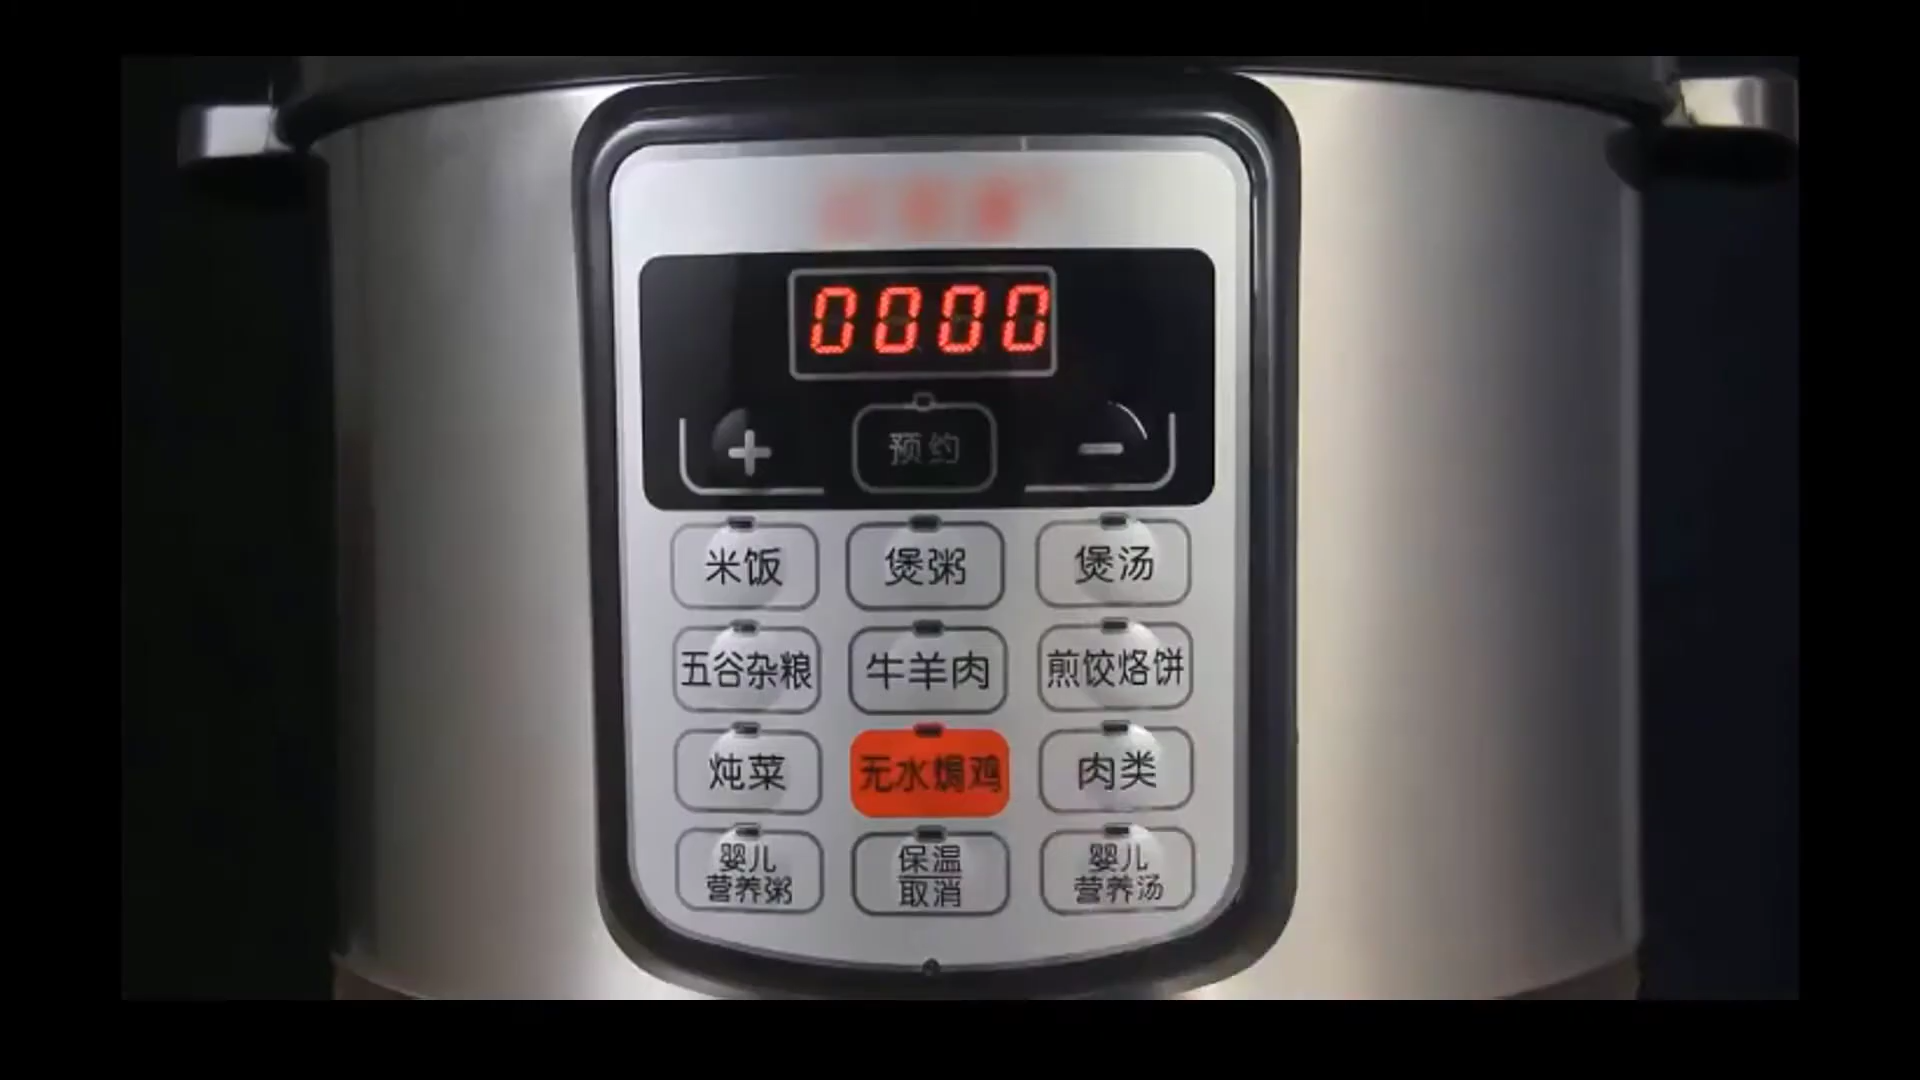 0000
+ 预约 −
米饭 煲粥 煲汤
五谷杂粮 牛羊肉 煎饺烙饼
炖菜 无水焗鸡 肉类
婴儿
营养粥
保温
取消
婴儿
营养汤